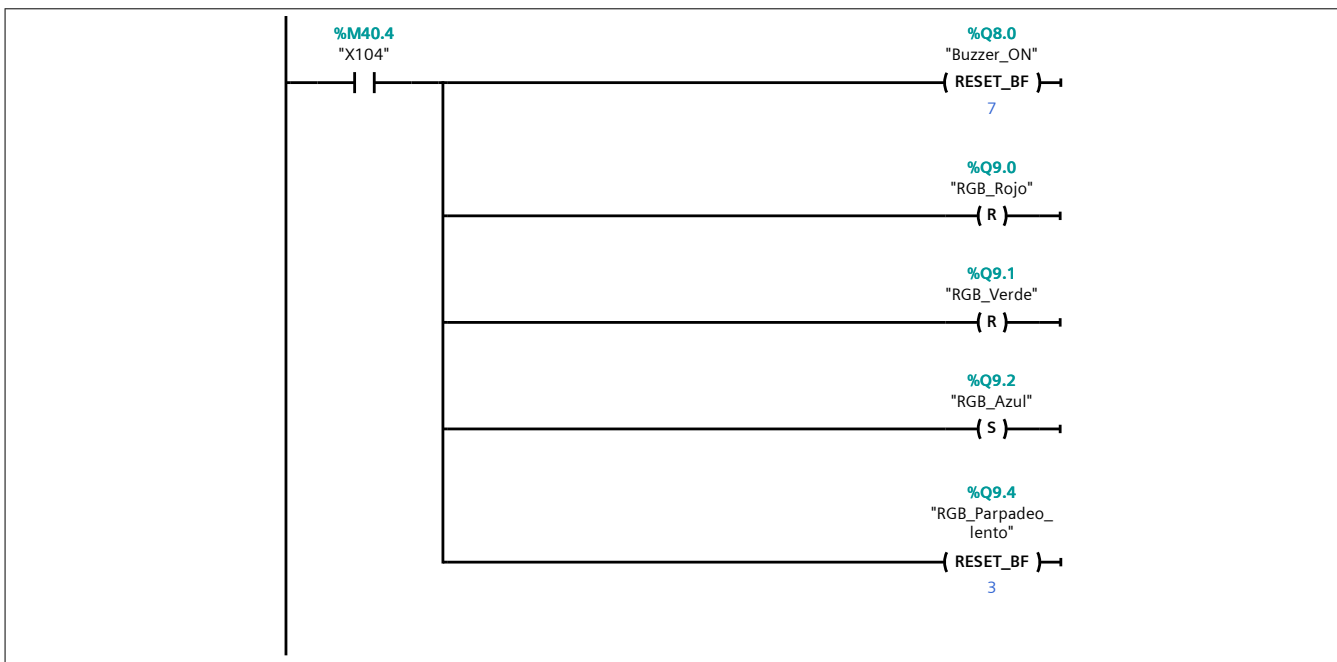 %M40.4
"X104"
%Q8.0
"Buzzer_ON"
RESET_BF
7
%Q9.0
"RGB_Rojo"
R
%Q9.1
"RGB_Verde"
R
%Q9.2
"RGB_Azul"
S
%Q9.4
"RGB_Parpadeo_
lento"
RESET_BF
3